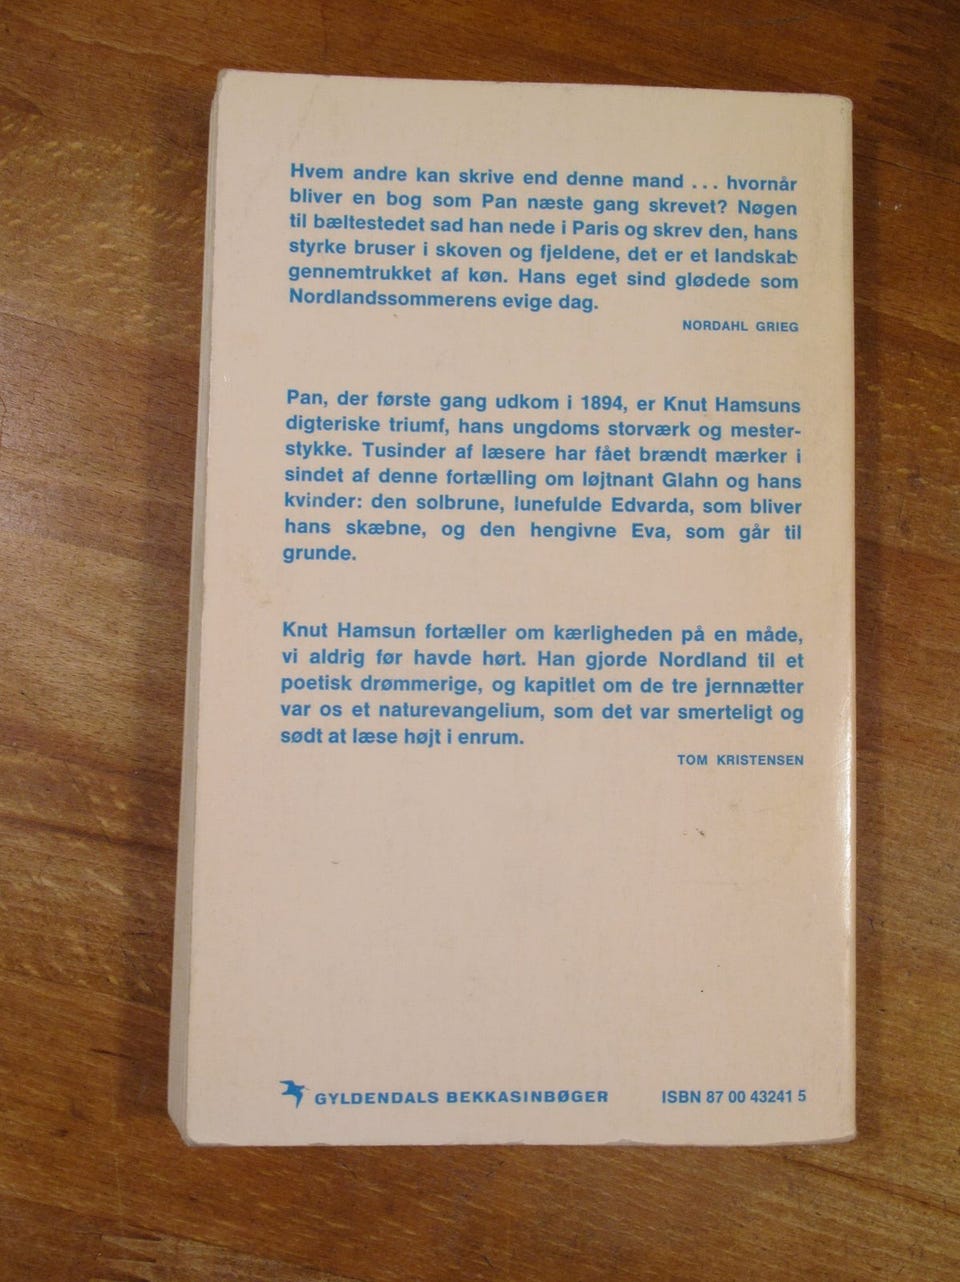 Hvem andre kan skrive end denne mand ... hvornår
bliver en bog som Pan næste gang skrevet? Nøgen
til bæltestedet sad han nede i Paris og skrev den, hans
styrke bruser i skoven og fjeldene, det er et landskab
gennemtrukket af køn. Hans eget sind glødede som
Nordlandssommerens evige dag.
NORDAHL GRIEG
Pan, der første gang udkom i 1894, er Knut Hamsuns
digteriske triumf, hans ungdoms storværk og mester-
stykke. Tusinder af læsere har fået brændt mærker i
sindet af denne fortælling om løjtnant Glahn og hans
kvinder: den solbrune, lunefulde Edvarda, som bliver
hans skæbne, og den hengivne Eva, som går til
grunde.
Knut Hamsun fortæller om kærligheden på en måde,
vi aldrig før havde hørt. Han gjorde Nordland til et
poetisk drømmerige, og kapitlet om de tre jernnætter
var os et naturevangelium, som det var smerteligt og
sødt at læse højt i enrum.
TOM KRISTENSEN
GYLDENDALS BEKKASINBØGER
ISBN 87 00 43241 5